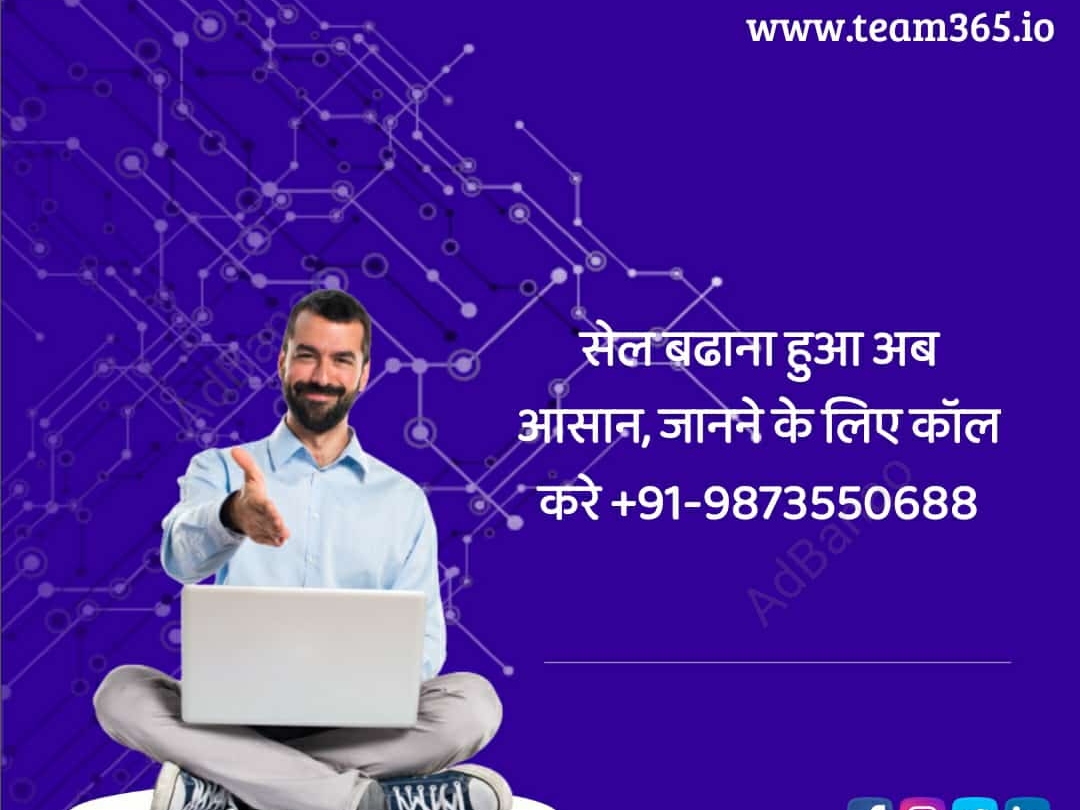 www.team365.io
सेल बढाना हुआ अब
आसान, जानने के लिए कॉल
करे +91-9873550688